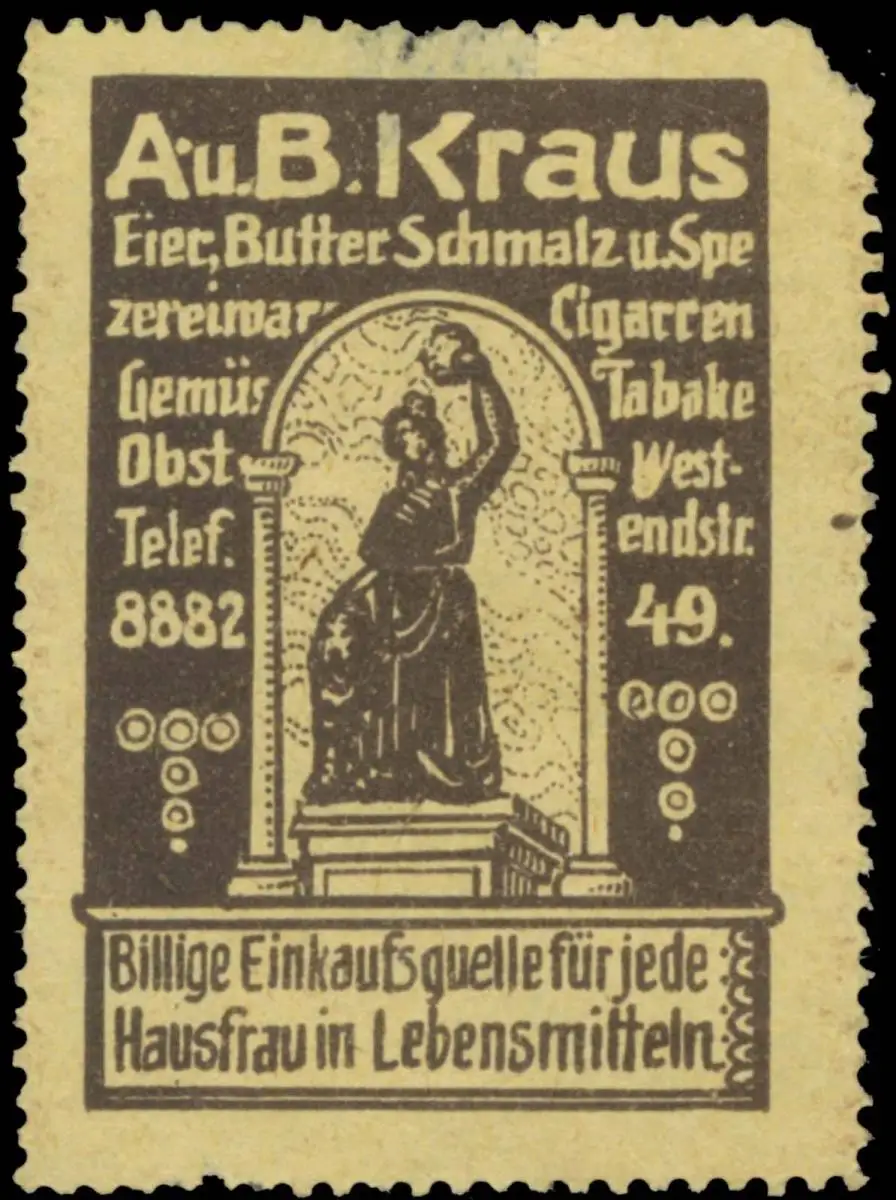 A. u. B. Kraus
Eier, Butter Schmalz u. Spe
zereiwar
Gemüs
Obst
Telef.
8882
Cigarren
Tabake
West-
endstr.
49.
Billige Einkaufsquelle für jede
Hausfrau in Lebensmitteln.